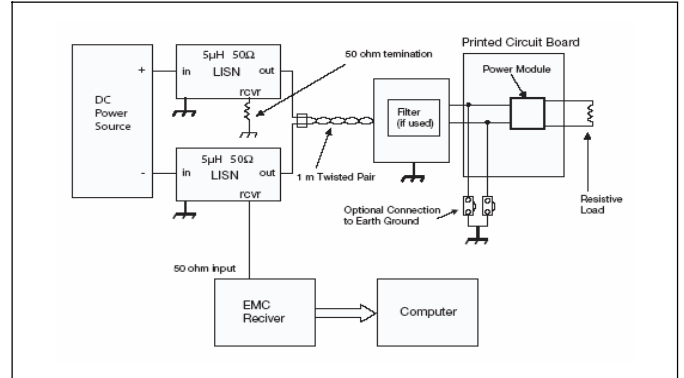 5µH 50Ω
LISN
in
out
rcvr
50 ohm temination
Printed Circuit Board
Power Module
DC
Power
Source
+
-
Filter
(if used)
5µH 50Ω
LISN
in
out
rcvr
1 m Twisted Pair
Optional Connection
to Earth Ground
Resistive
Load
50 ohm input
EMC
Reciver
Computer